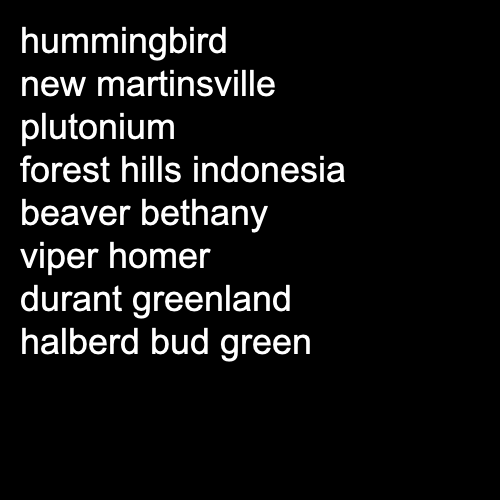 hummingbird
new martinsville
plutonium
forest hills indonesia
beaver bethany
viper homer
durant greenland
halberd bud green